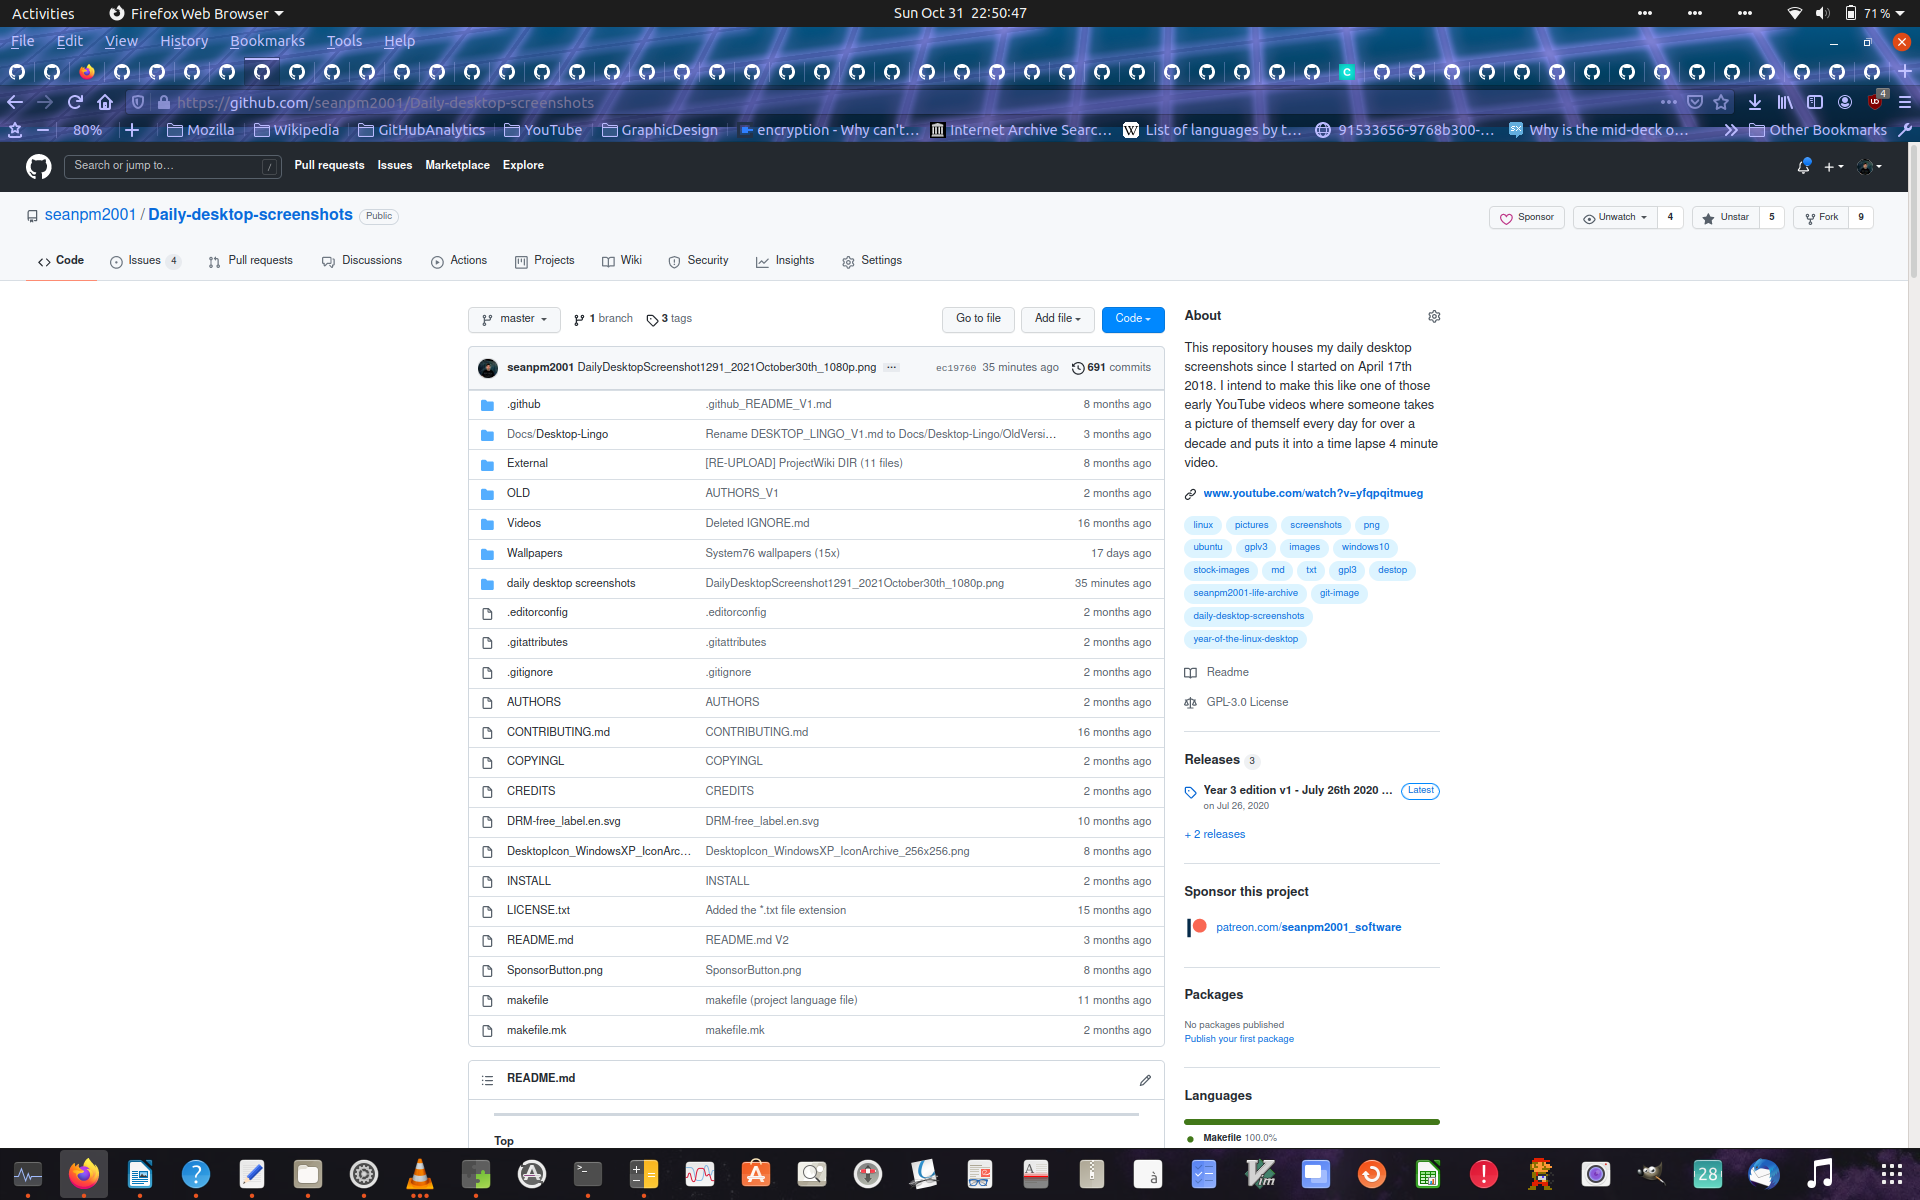 Activities Firefox Web Browser Sun Oct 31 22:50:47 71 %
File Edit View History Bookmarks Tools Help
https://github.com/seanpm2001/Daily-desktop-screenshots 4
80% Mozilla Wikipedia GitHubAnalytics YouTube GraphicDesign encryption - Why can't... Internet Archive Searc... List of languages by t... 91533656-9768b300-... Why is the mid-deck o... Other Bookmarks
Search or jump to... / Pull requests Issues Marketplace Explore
seanpm2001 / Daily-desktop-screenshots Public Sponsor Unwatch 4 Unstar 5 Fork 9
Code Issues 4 Pull requests Discussions Actions Projects Wiki Security Insights Settings
master 1 branch 3 tags Go to file Add file Code
seanpm2001 DailyDesktopScreenshot1291_2021October30th_1080p.png ... ec19760 35 minutes ago 691 commits
.github .github_README_V1.md 8 months ago
Docs/Desktop-Lingo Rename DESKTOP_LINGO_V1.md to Docs/Desktop-Lingo/OldVersi... 3 months ago
External [RE-UPLOAD] ProjectWiki DIR (11 files) 8 months ago
OLD AUTHORS_V1 2 months ago
Videos Deleted IGNORE.md 16 months ago
Wallpapers System76 wallpapers (15x) 17 days ago
daily desktop screenshots DailyDesktopScreenshot1291_2021October30th_1080p.png 35 minutes ago
.editorconfig .editorconfig 2 months ago
.gitattributes .gitattributes 2 months ago
.gitignore .gitignore 2 months ago
AUTHORS AUTHORS 2 months ago
CONTRIBUTING.md CONTRIBUTING.md 16 months ago
COPYINGL COPYINGL 2 months ago
CREDITS CREDITS 2 months ago
DRM-free_label.en.svg DRM-free_label.en.svg 10 months ago
DesktopIcon_WindowsXP_IconArc... DesktopIcon_WindowsXP_IconArchive_256x256.png 8 months ago
INSTALL INSTALL 2 months ago
LICENSE.txt Added the *.txt file extension 15 months ago
README.md README.md V2 3 months ago
SponsorButton.png SponsorButton.png 8 months ago
makefile makefile (project language file) 11 months ago
makefile.mk makefile.mk 2 months ago
README.md
Top
About
This repository houses my daily desktop
screenshots since I started on April 17th
2018. I intend to make this like one of those
early YouTube videos where someone takes
a picture of themself every day for over a
decade and puts it into a time lapse 4 minute
video.
www.youtube.com/watch?v=yfqpqitmueg
linux pictures screenshots png
ubuntu gplv3 images windows10
stock-images md txt gpl3 destop
seanpm2001-life-archive git-image
daily-desktop-screenshots
year-of-the-linux-desktop
Readme
GPL-3.0 License
Releases 3
Year 3 edition v1 - July 26th 2020 ... Latest
on Jul 26, 2020
+ 2 releases
Sponsor this project
patreon.com/seanpm2001_software
Packages
No packages published
Publish your first package
Languages
Makefile 100.0%
28